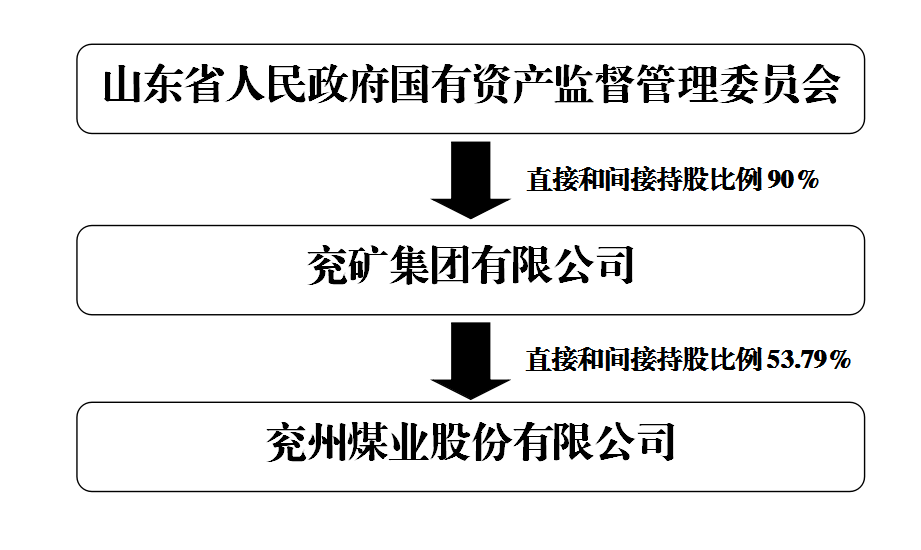 山东省人民政府国有资产监督管理委员会
直接和间接持股比例 90%
兖矿集团有限公司
直接和间接持股比例 53.79%
兖州煤业股份有限公司